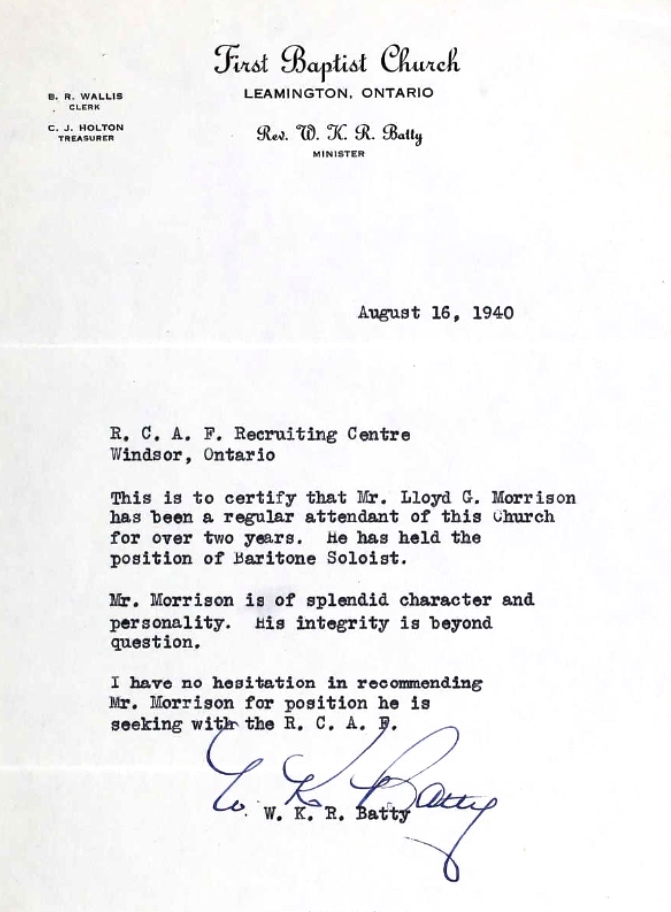 First Baptist Church
LEAMINGTON, ONTARIO
B. R. WALLIS
CLERK
C. J. HOLTON
TREASURER
Rev. W. K. R. Batty
MINISTER
August 16, 1940
R. C. A. F. Recruiting Centre
Windsor, Ontario
This is to certify that Mr. Lloyd G. Morrison
has been a regular attendant of this Church
for over two years. He has held the
position of Baritone Soloist.
Mr. Morrison is of splendid character and
personality. His integrity is beyond
question.
I have no hesitation in recommending
Mr. Morrison for position he is
seeking with the R. C. A. F.
W K Batty
W. K. R. Batty